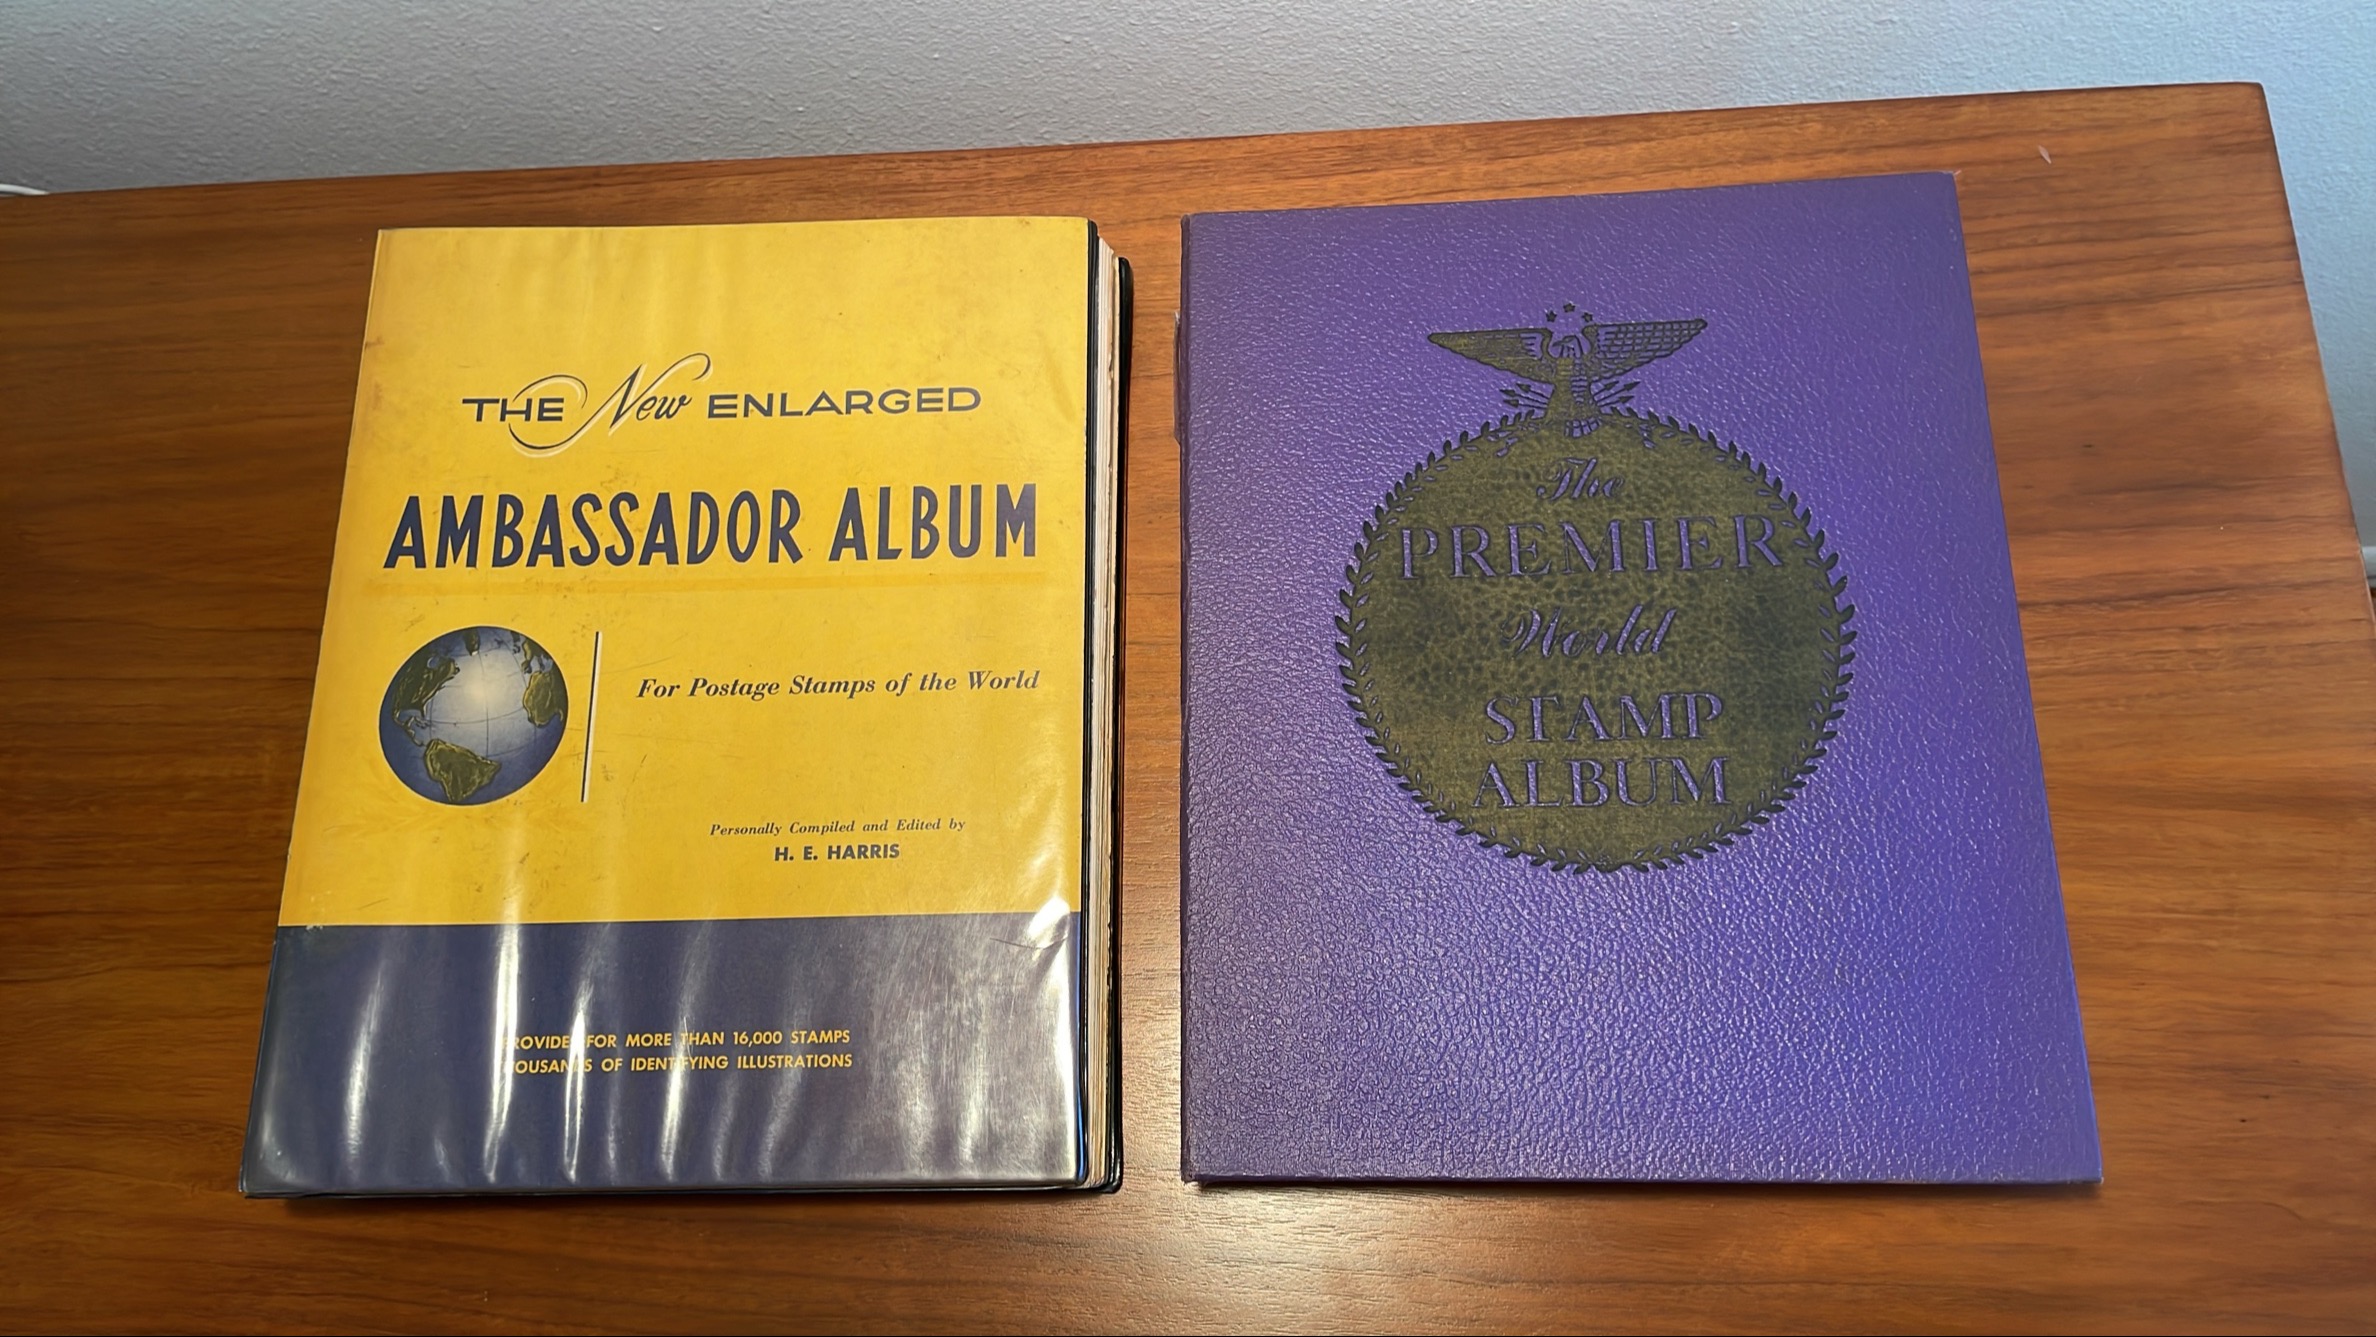 THE New ENLARGED
AMBASSADOR ALBUM
For Postage Stamps of the World
Personally Compiled and Edited by
H. E. HARRIS
FOR MORE THAN 16,000 STAMPS
OF IDENTIFYING ILLUSTRATIONS
The
PREMIER
World
STAMP
ALBUM